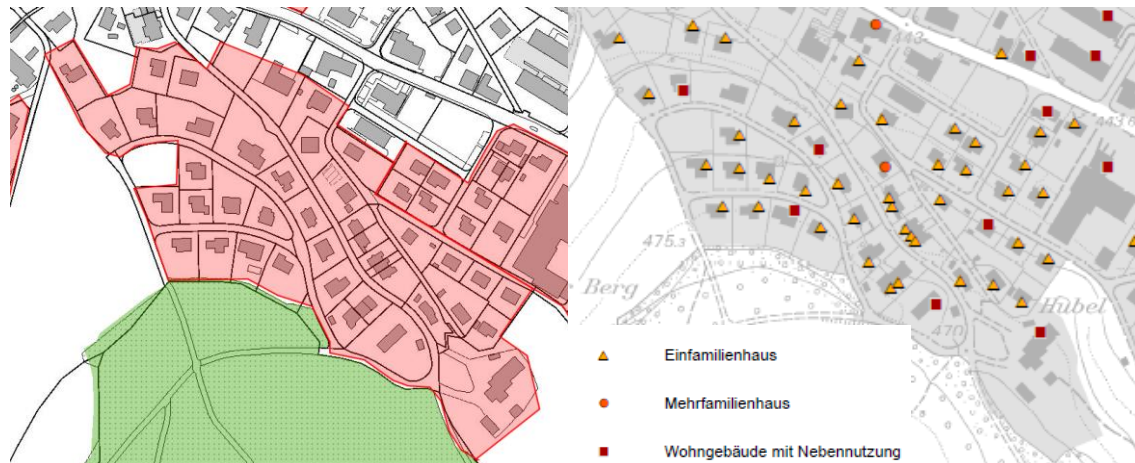 443
443 6
475.3
Berg
Hubel
470
Einfamilienhaus
Mehrfamilienhaus
Wohngebäude mit Nebennutzung